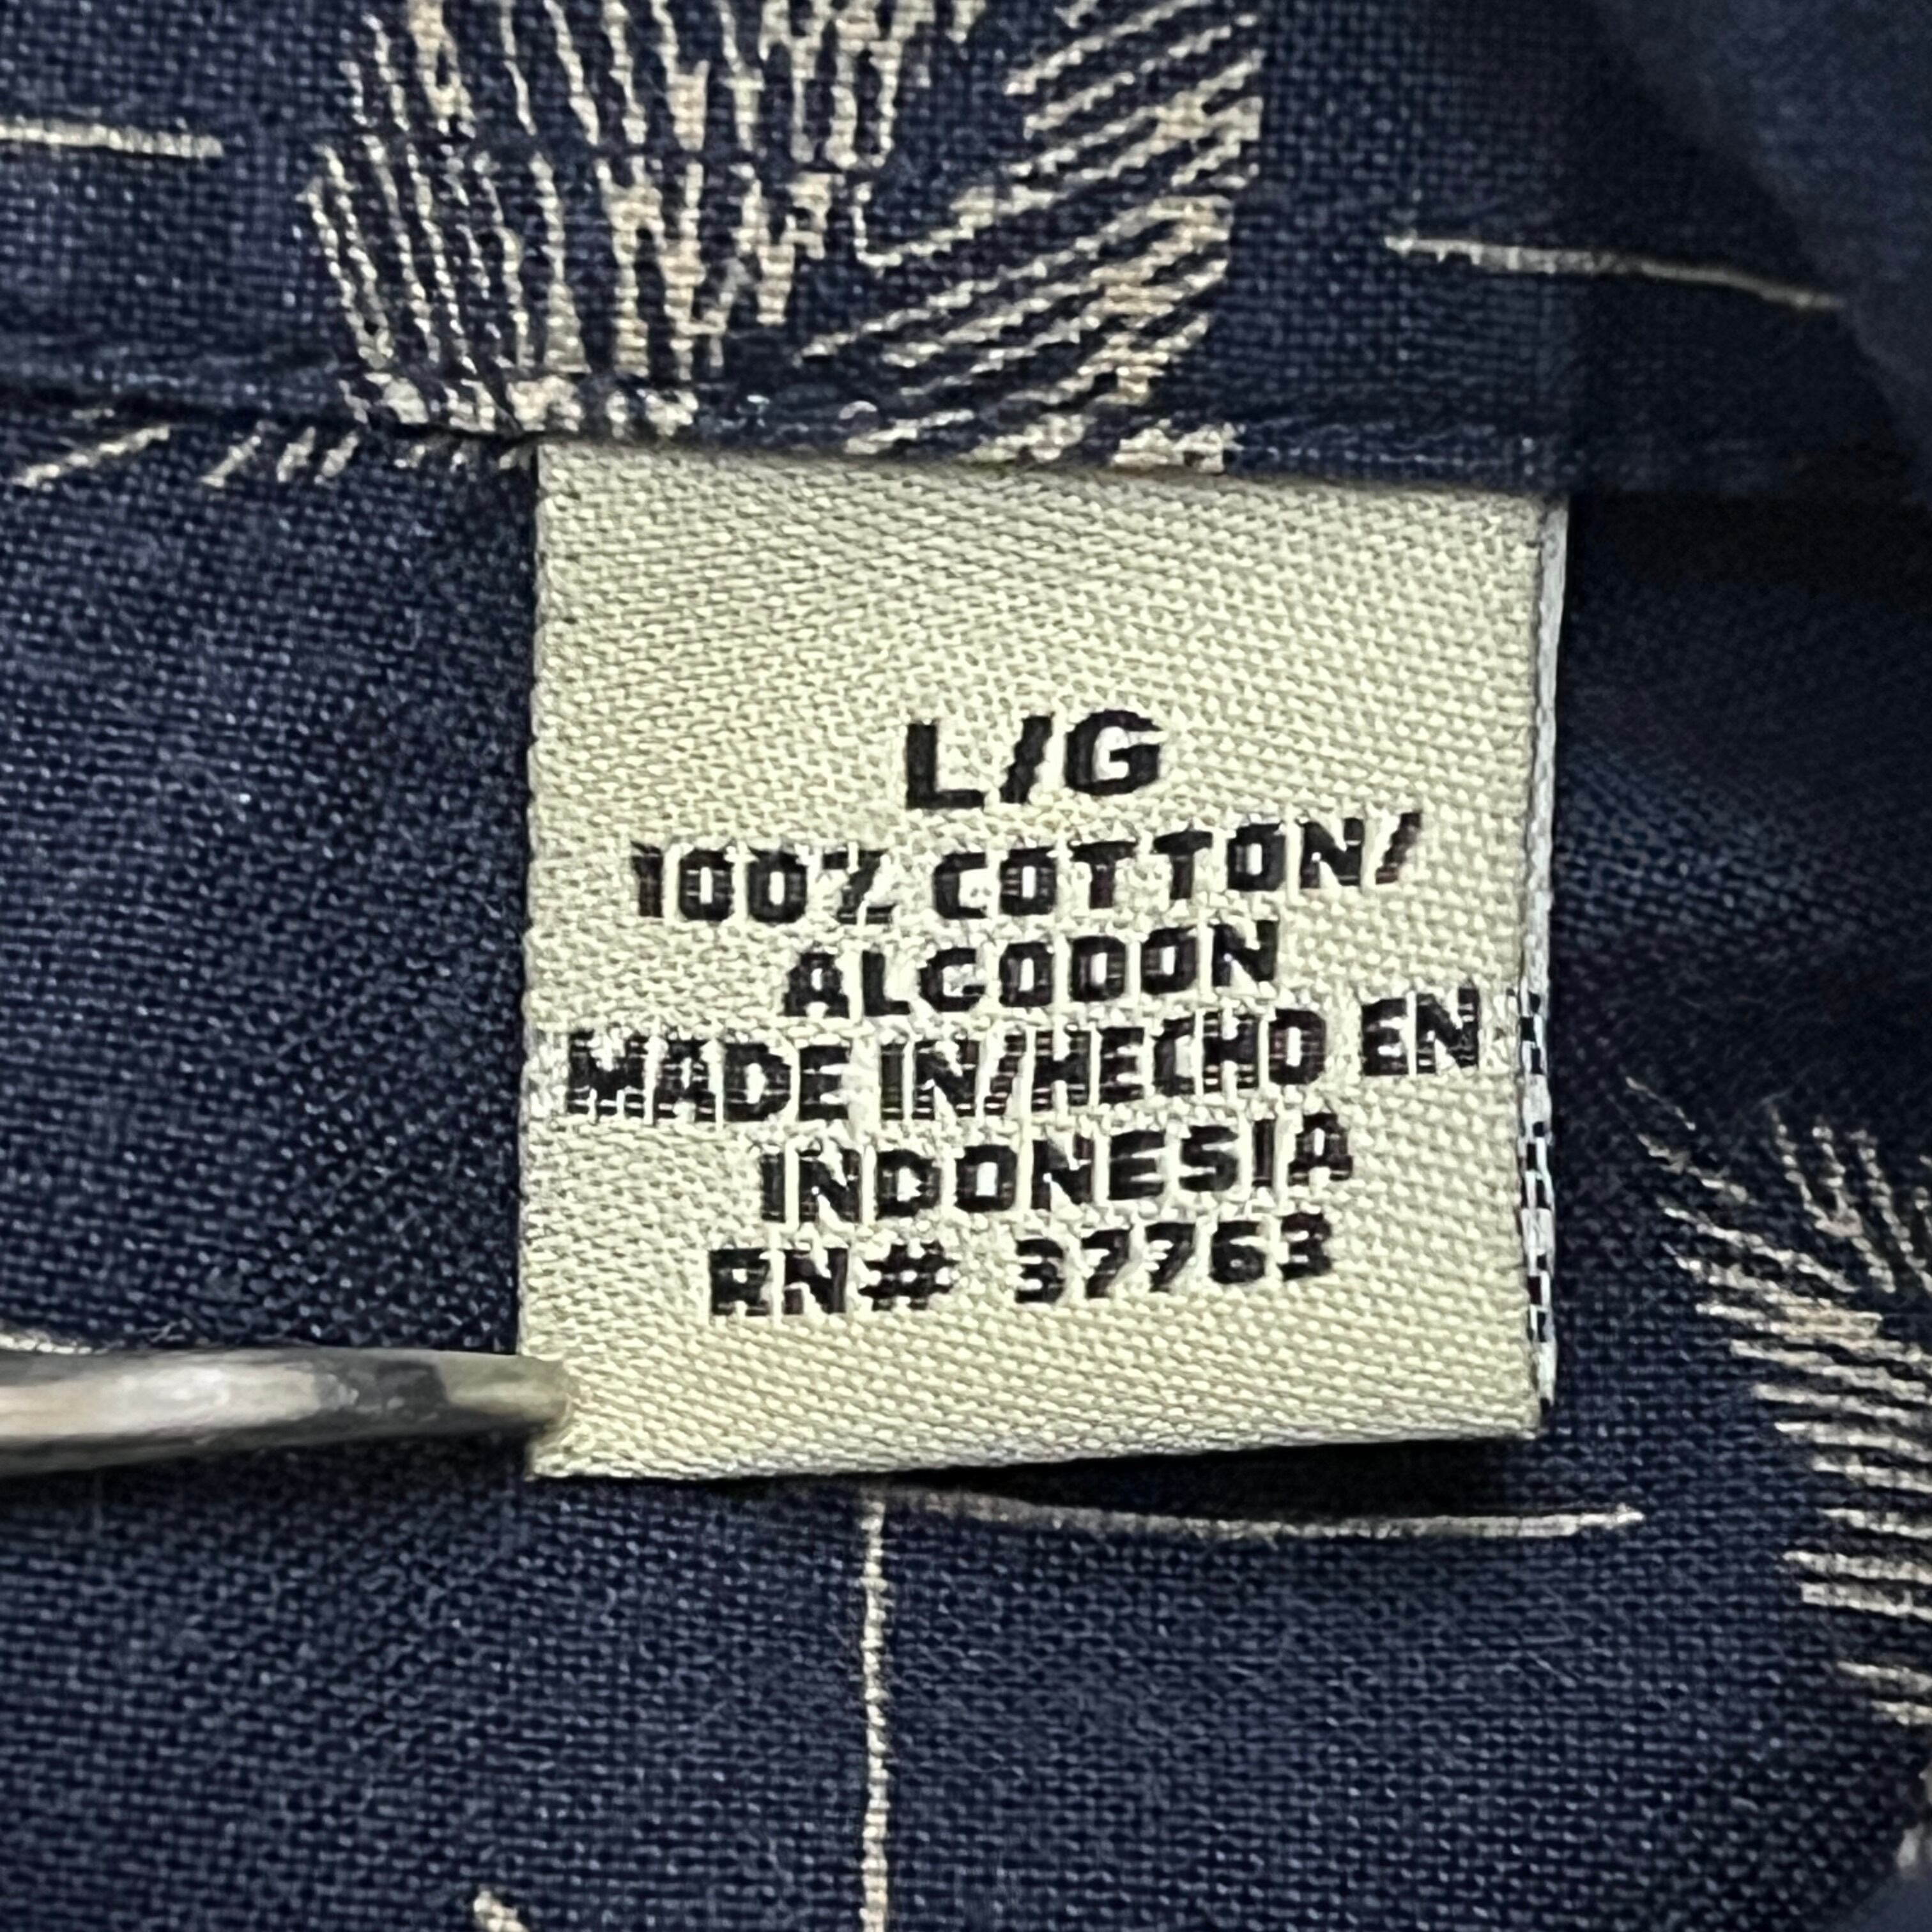 L/G
100% COTTON/
ALGODON
MADE IN/HECHO EN
INDONESIA
RN# 37763